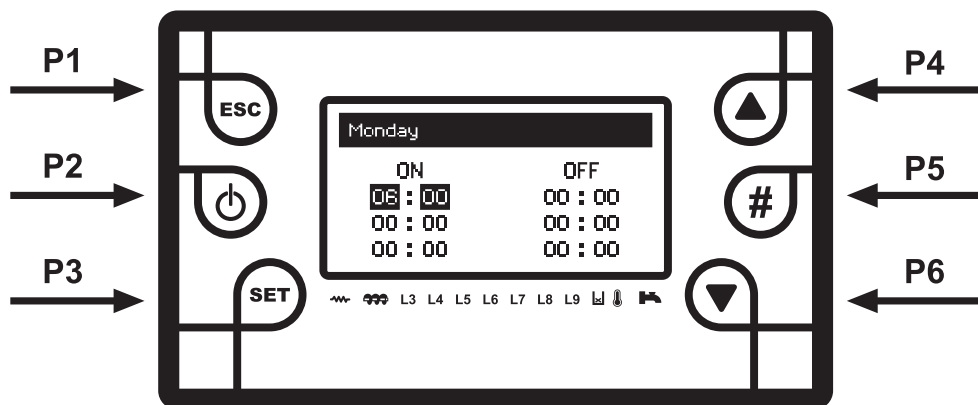 P1
P2
P3
ESC
SET
Monday
ON OFF
06 : 00 00 : 00
00 : 00 00 : 00
00 : 00 00 : 00
L3 L4 L5 L6 L7 L8 L9
#
P4
P5
P6